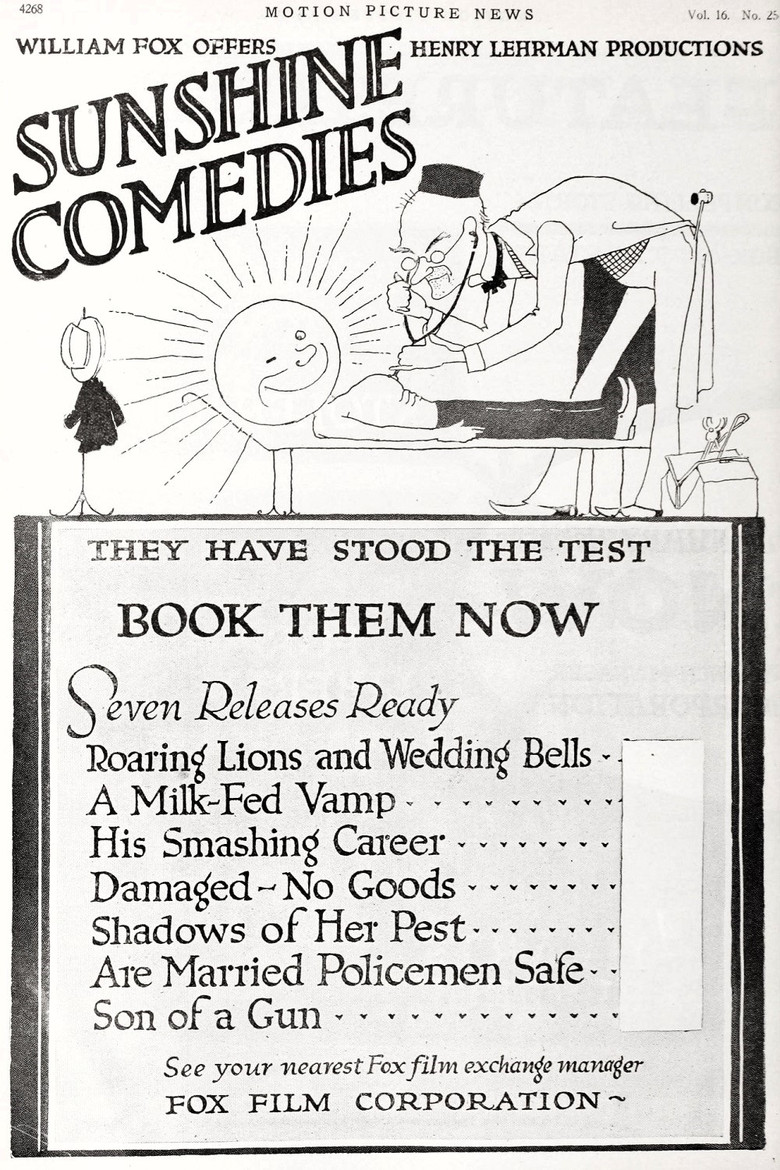 4268
MOTION PICTURE NEWS
Vol. 16. No. 25
WILLIAM FOX OFFERS
HENRY LEHRMAN PRODUCTIONS
SUNSHINE
COMEDIES
THEY HAVE STOOD THE TEST
BOOK THEM NOW
Seven Releases Ready
Roaring Lions and Wedding Bells
A Milk-Fed Vamp
His Smashing Career
Damaged ~ No Goods
Shadows of Her Pest
Are Married Policemen Safe
Son of a Gun
See your nearest Fox film exchange manager
FOX FILM CORPORATION ~